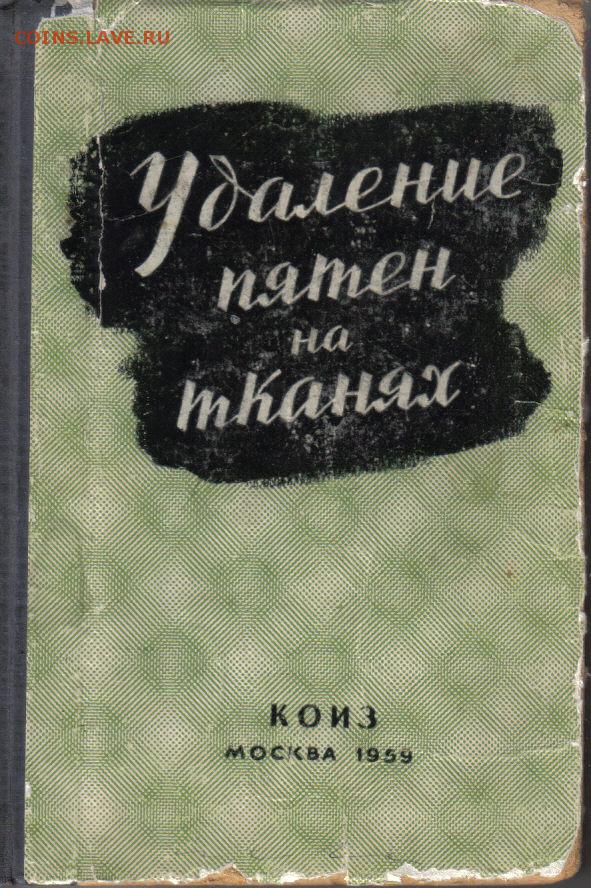 COINS.LAVE.RU
Удаление
пятен
на
тканях
КОИЗ
МОСКВА 1959